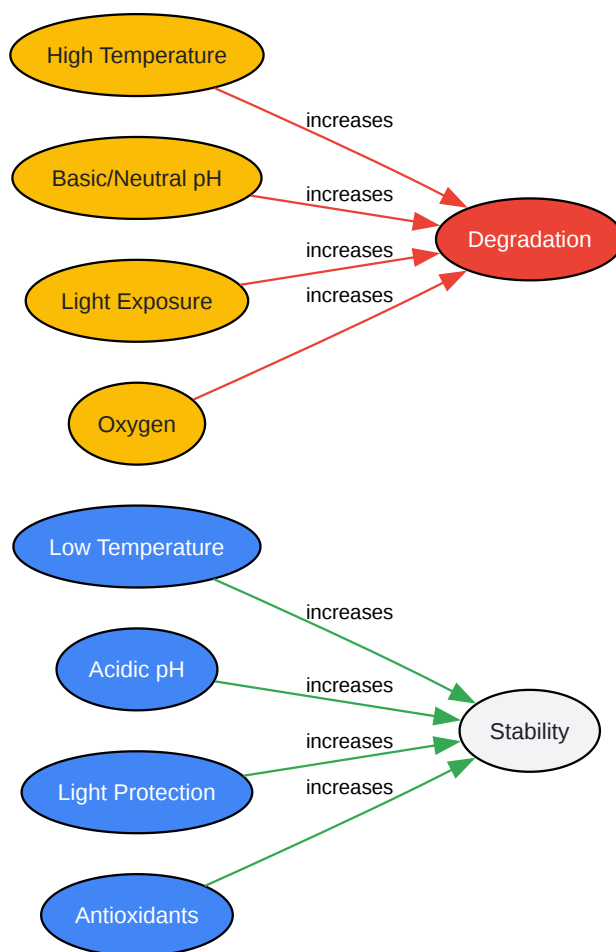 High Temperature
increases
Basic/Neutral pH
increases
Degradation
increases
Light Exposure
increases
Oxygen
Low Temperature
increases
Acidic pH
increases
Stability
increases
Light Protection
increases
Antioxidants